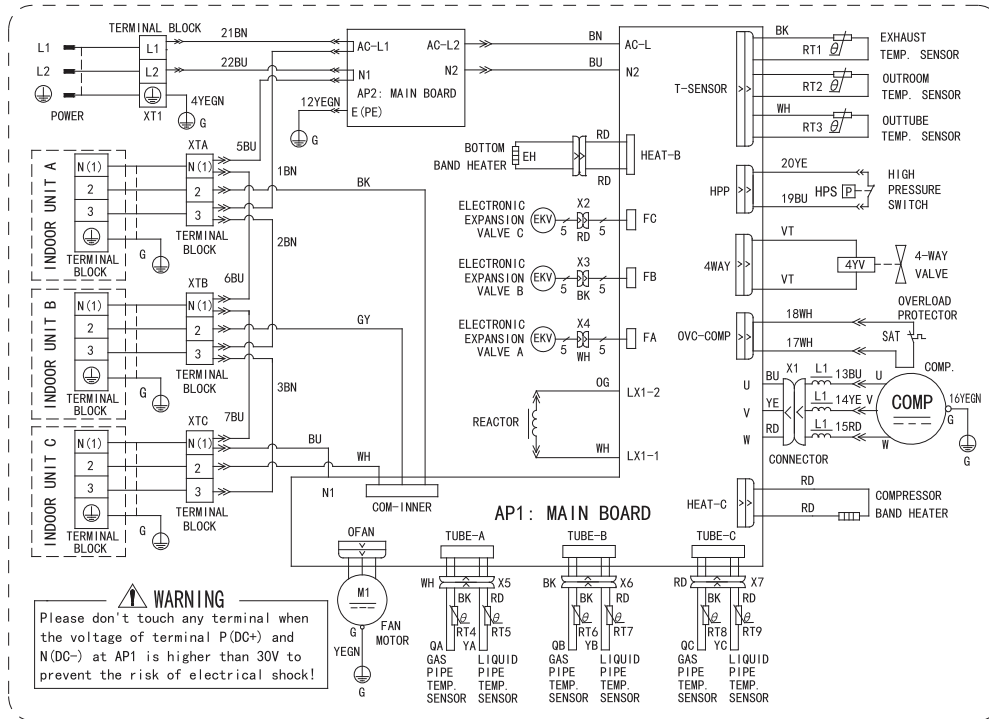 TERMINAL BLOCK
L1
L1
21BN
L2
L2
22BU
POWER
XT1
4YEGN
G
12YEGN
G
AC-L1
AC-L2
N1
N2
AP2: MAIN BOARD
E(PE)
BN
AC-L
BU
N2
INDOOR UNIT A
N(1)
2
3
G
TERMINAL
BLOCK
XTA
N(1)
2
3
TERMINAL
BLOCK
5BU
1BN
BK
2BN
6BU
INDOOR UNIT B
N(1)
2
3
G
TERMINAL
BLOCK
XTB
N(1)
2
3
TERMINAL
BLOCK
GY
3BN
7BU
INDOOR UNIT C
N(1)
2
3
G
TERMINAL
BLOCK
XTC
N(1)
2
3
TERMINAL
BLOCK
BU
WH
N1
COM-INNER
BOTTOM
BAND HEATER
EH
RD
RD
HEAT-B
ELECTRONIC
EXPANSION
VALVE C
EKV
5
X2
RD
5
FC
ELECTRONIC
EXPANSION
VALVE B
EKV
5
X3
BK
5
FB
ELECTRONIC
EXPANSION
VALVE A
EKV
5
X4
WH
5
FA
REACTOR
OG
LX1-2
WH
LX1-1
AP1: MAIN BOARD
T-SENSOR
BK
RT1
θ
EXHAUST
TEMP. SENSOR
RT2
θ
OUTROOM
TEMP. SENSOR
WH
RT3
θ
OUTTUBE
TEMP. SENSOR
HPP
20YE
19BU
HPS
P
HIGH
PRESSURE
SWITCH
4WAY
VT
VT
4YV
4-WAY
VALVE
OVC-COMP
18WH
17WH
SAT
OVERLOAD
PROTECTOR
U
V
W
BU
YE
RD
X1
CONNECTOR
L1
13BU
U
L1
14YE
V
L1
15RD
W
COMP.
COMP
16YEGN
G
G
HEAT-C
RD
RD
COMPRESSOR
BAND HEATER
OFAN
M1
FAN
MOTOR
G
YEGN
G
TUBE-A
WH
X5
BK
RD
θ
RT4
θ
RT5
QA
YA
GAS
PIPE
TEMP.
SENSOR
LIQUID
PIPE
TEMP.
SENSOR
TUBE-B
BK
X6
BK
RD
θ
RT6
θ
RT7
QB
YB
GAS
PIPE
TEMP.
SENSOR
LIQUID
PIPE
TEMP.
SENSOR
TUBE-C
RD
X7
BK
RD
θ
RT8
θ
RT9
QC
YC
GAS
PIPE
TEMP.
SENSOR
LIQUID
PIPE
TEMP.
SENSOR
WARNING
Please don't touch any terminal when
the voltage of terminal P(DC+) and
N(DC-) at AP1 is higher than 30V to
prevent the risk of electrical shock!